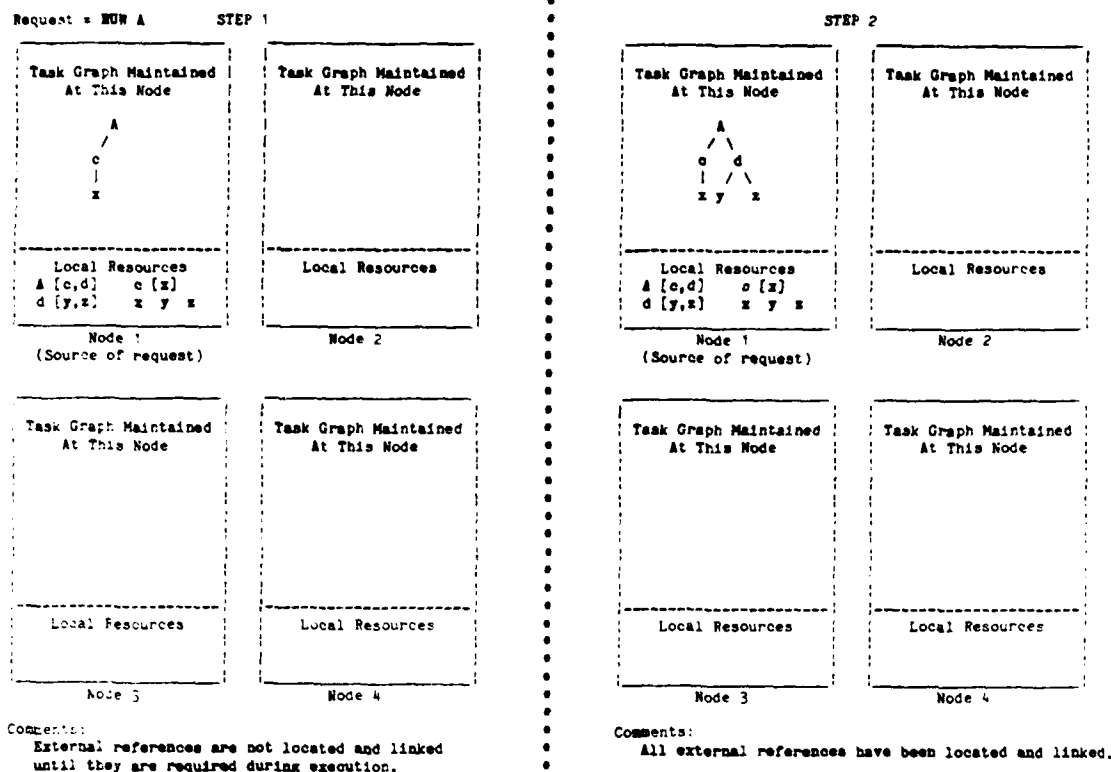 Request = RUN A STEP 1
Task Graph Maintained
At This Node
A
c
x
Local Resources
A [c,d] c [x]
d [y,z] x y z
Node 1
(Source of request)
Task Graph Maintained
At This Node
Local Resources
Node 2
Task Graph Maintained
At This Node
Local Resources
Node 3
Task Graph Maintained
At This Node
Local Resources
Node 4
Comments:
External references are not located and linked
until they are required during execution.
STEP 2
Task Graph Maintained
At This Node
A
c d
x y z
Local Resources
A [c,d] c [x]
d [y,z] x y z
Node 1
(Source of request)
Task Graph Maintained
At This Node
Local Resources
Node 2
Task Graph Maintained
At This Node
Local Resources
Node 3
Task Graph Maintained
At This Node
Local Resources
Node 4
Comments:
All external references have been located and linked.